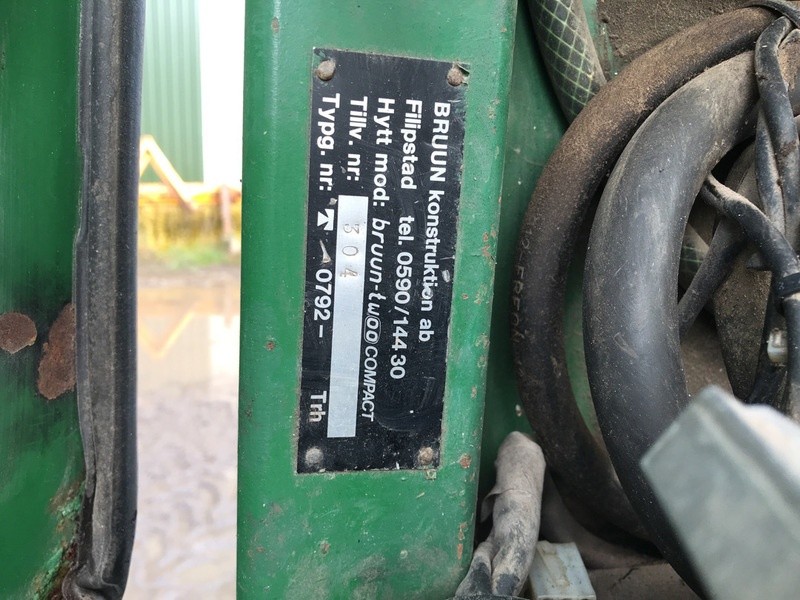 BRUUN konstruktion ab
Filipstad tel. 0590/144 30
Hytt mod: bruun-twoo COMPACT
Tillv. nr: 304
Typg. nr: 0792- Trh